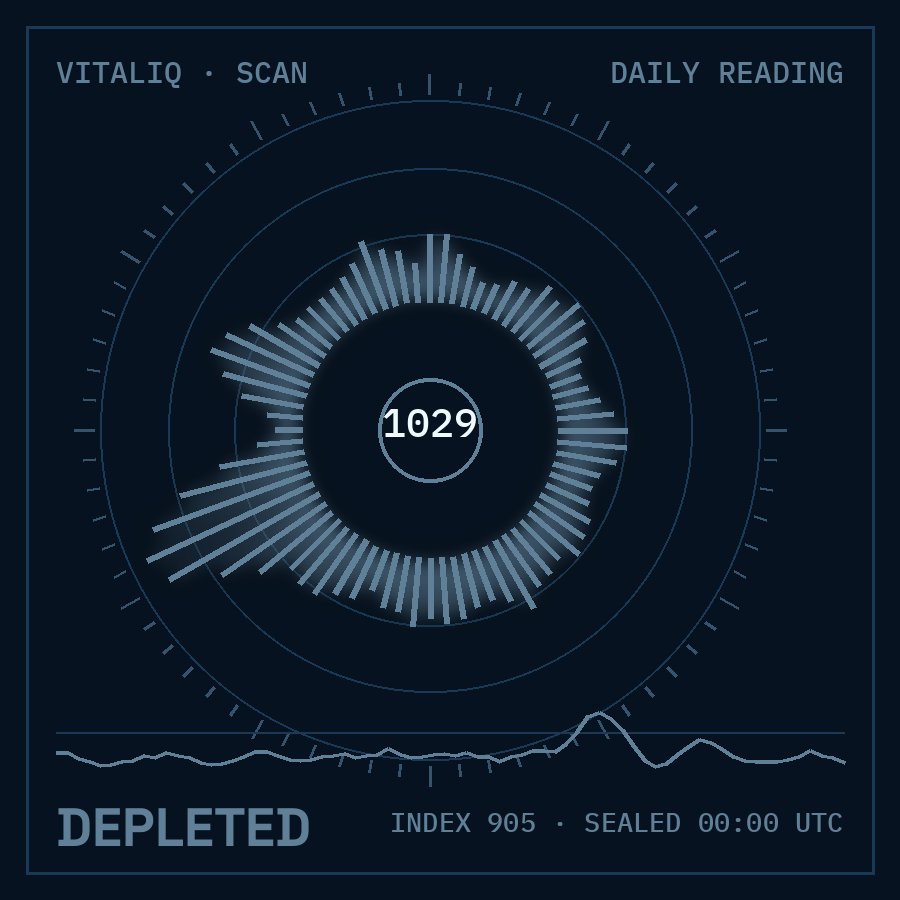 VITALIQ · SCAN
DAILY READING
1029
DEPLETED
INDEX 905 · SEALED 00:00 UTC